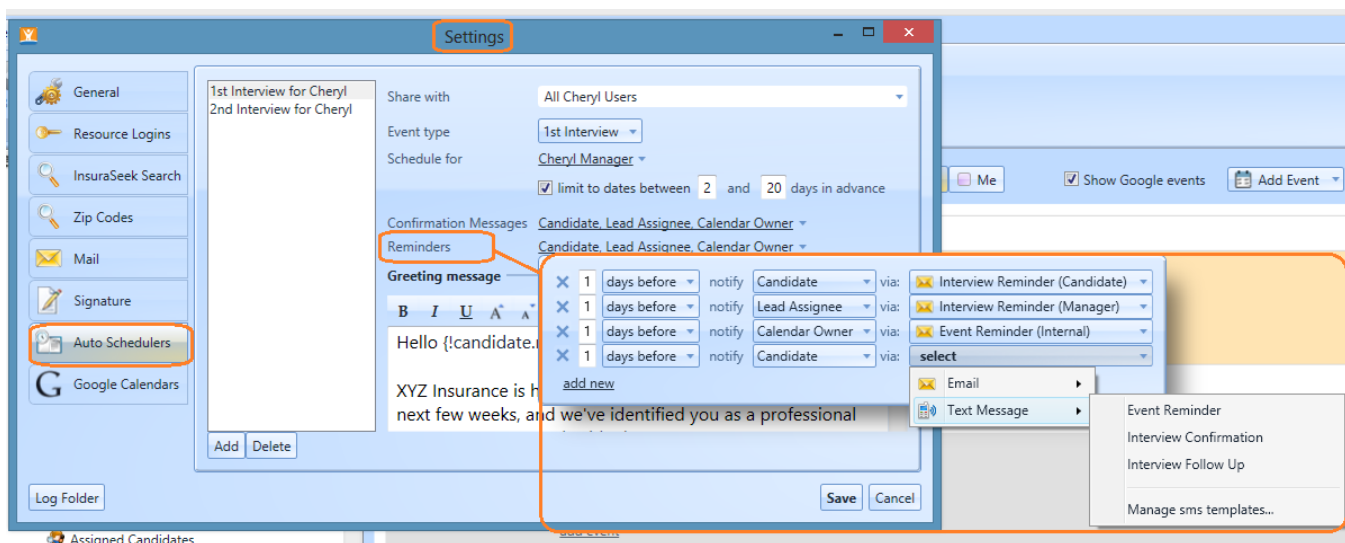 Settings
General
Resource Logins
InsuraSeek Search
Zip Codes
Mail
Signature
Auto Schedulers
Google Calendars
1st Interview for Cheryl
2nd Interview for Cheryl
Add Delete
Log Folder
Share with All Cheryl Users
Event type 1st Interview
Schedule for Cheryl Manager
limit to dates between 2 and 20 days in advance
Confirmation Messages Candidate, Lead Assignee, Calendar Owner
Reminders Candidate, Lead Assignee, Calendar Owner
Greeting message
B I U A A
Hello {!candidate.
XYZ Insurance is
next few weeks, and we've identified you as a professional
1 days before notify Candidate via: Interview Reminder (Candidate)
1 days before notify Lead Assignee via: Interview Reminder (Manager)
1 days before notify Calendar Owner via: Event Reminder (Internal)
1 days before notify Candidate via: select
add new
Email
Text Message
Event Reminder
Interview Confirmation
Interview Follow Up
Manage sms templates...
Save Cancel
Me Show Google events Add Event
Assigned Candidates
add event